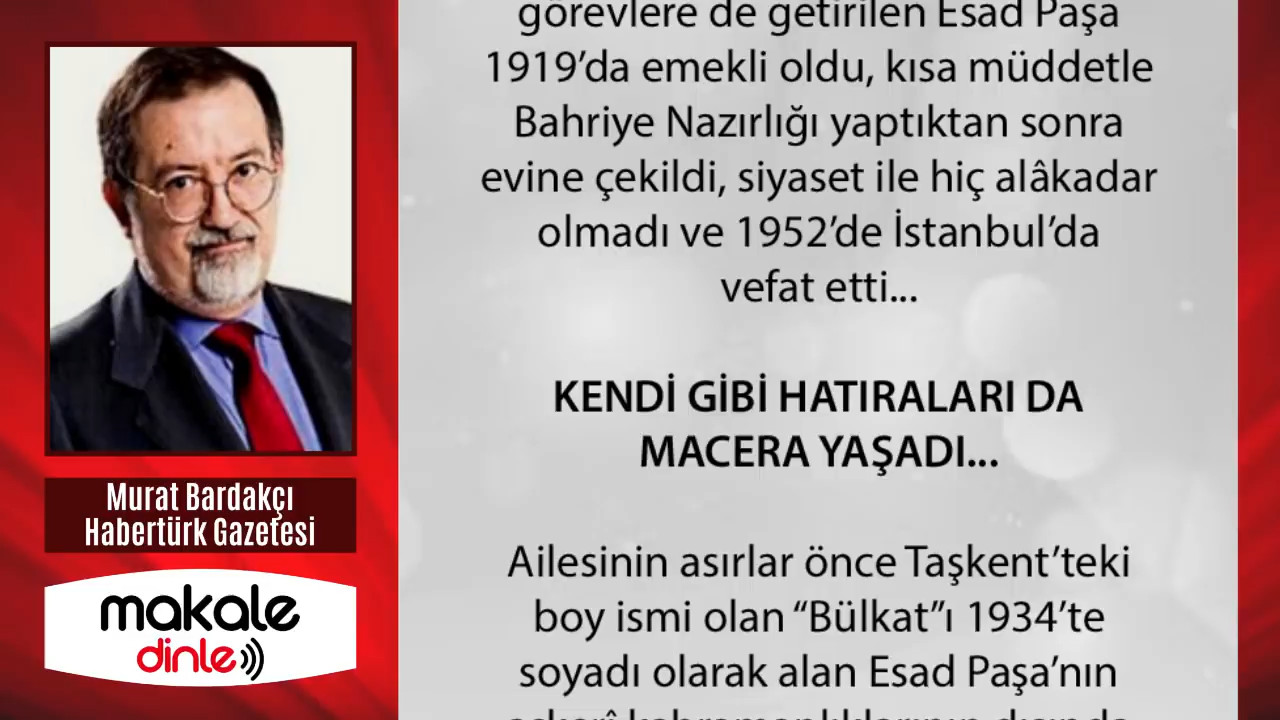 görevlere de getirilen Esad Paşa
1919’da emekli oldu, kısa müddetle
Bahriye Nazırlığı yaptıktan sonra
evine çekildi, siyaset ile hiç alâkadar
olmadı ve 1952’de İstanbul’da
vefat etti...
KENDİ GİBİ HATIRALARI DA
MACERA YAŞADI...
Ailesinin asırlar önce Taşkent’teki
boy ismi olan “Bülkat”ı 1934’te
soyadı olarak alan Esad Paşa’nın
Murat Bardakçı
Habertürk Gazetesi
makale
dinle